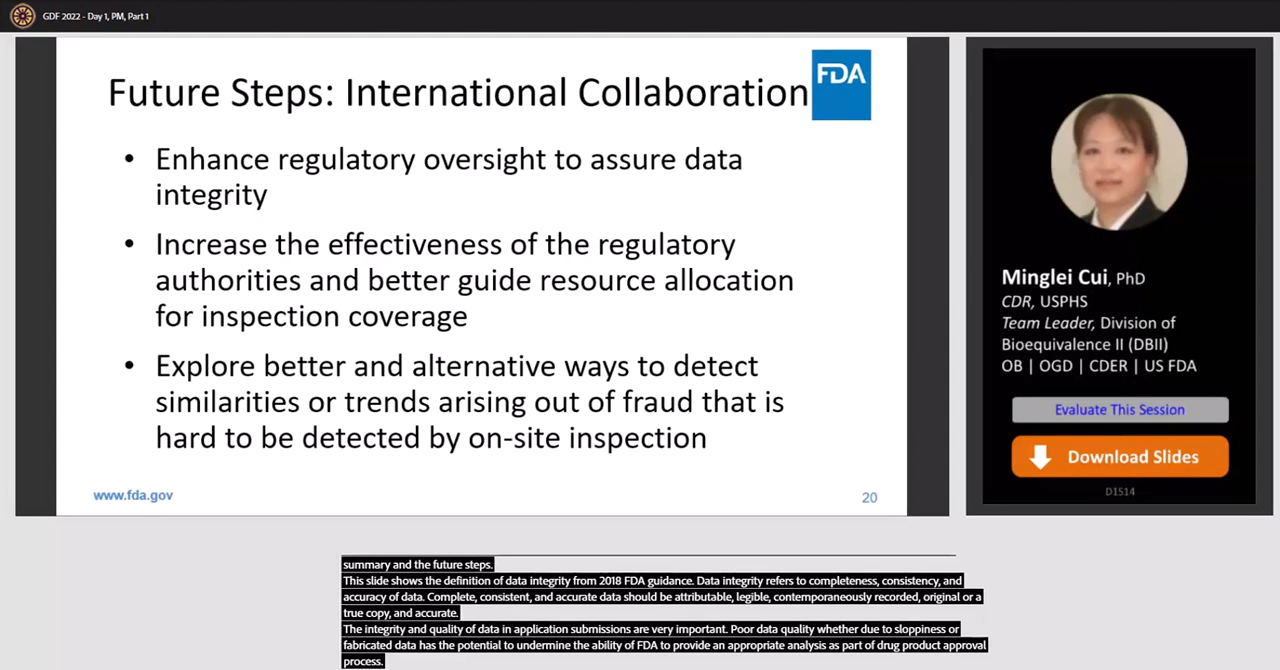 GDF 2022 - Day 1, PM, Part 1
Future Steps: International Collaboration
FDA
• Enhance regulatory oversight to assure data
integrity
• Increase the effectiveness of the regulatory
authorities and better guide resource allocation
for inspection coverage
• Explore better and alternative ways to detect
similarities or trends arising out of fraud that is
hard to be detected by on-site inspection
www.fda.gov
20
Minglei Cui, PhD
CDR, USPHS
Team Leader, Division of
Bioequivalence II (DBII)
OB | OGD | CDER | US FDA
Evaluate This Session
Download Slides
D1S14
summary and the future steps.
This slide shows the definition of data integrity from 2018 FDA guidance. Data integrity refers to completeness, consistency, and
accuracy of data. Complete, consistent, and accurate data should be attributable, legible, contemporaneously recorded, original or a
true copy, and accurate.
The integrity and quality of data in application submissions are very important. Poor data quality whether due to sloppiness or
fabricated data has the potential to undermine the ability of FDA to provide an appropriate analysis as part of drug product approval
process.